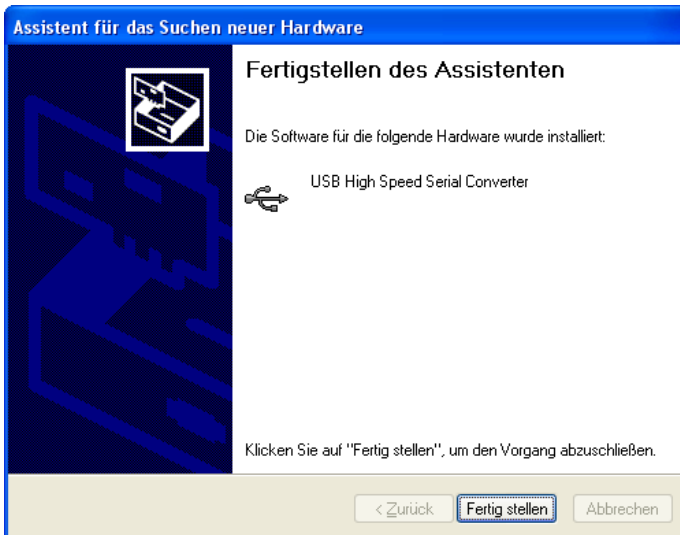 Assistent für das Suchen neuer Hardware
Fertigstellen des Assistenten
Die Software für die folgende Hardware wurde installiert:
USB High Speed Serial Converter
Klicken Sie auf "Fertig stellen", um den Vorgang abzuschließen.
< Zurück Fertig stellen Abbrechen